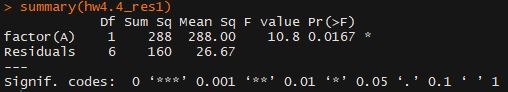 > summary(hw4.4_res1)
            Df Sum Sq Mean Sq F value Pr(>F)
factor(A)    1    288  288.00    10.8 0.0167 *
Residuals    6    160   26.67
---
Signif. codes:  0 ‘***’ 0.001 ‘**’ 0.01 ‘*’ 0.05 ‘.’ 0.1 ‘ ’ 1